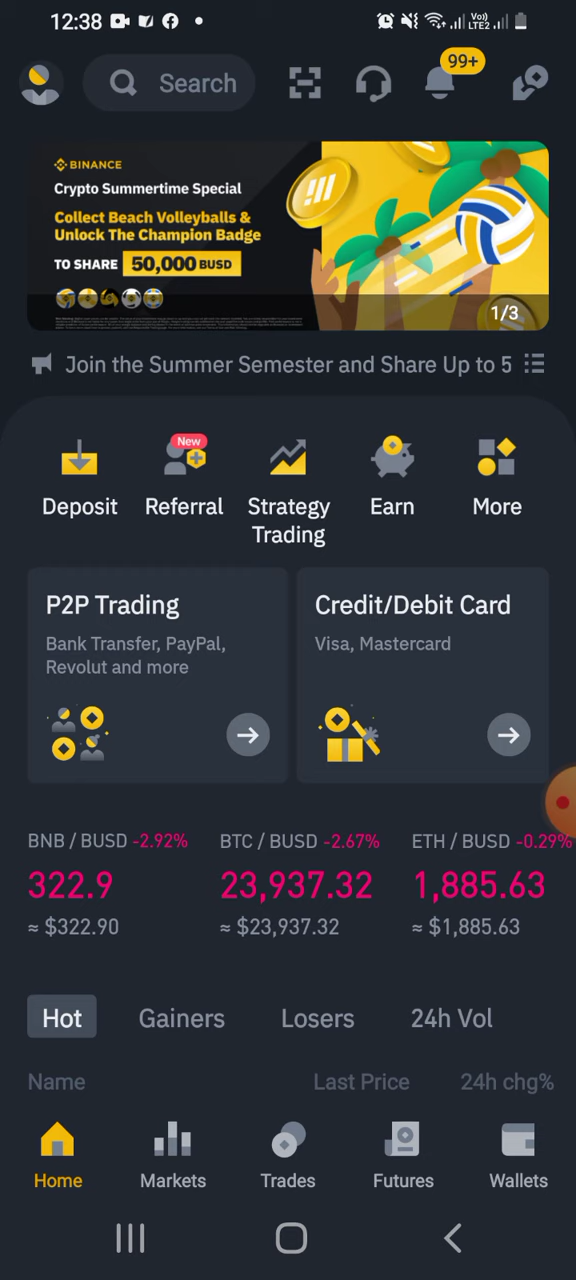 12:38
Vo))
LTE2
Search
99+
BINANCE
Crypto Summertime Special
Collect Beach Volleyballs &
Unlock The Champion Badge
TO SHARE 50,000 BUSD
1/3
Join the Summer Semester and Share Up to 5
New
Deposit Referral Strategy Trading Earn More
P2P Trading
Bank Transfer, PayPal,
Revolut and more
Credit/Debit Card
Visa, Mastercard
BNB / BUSD -2.92% BTC / BUSD -2.67% ETH / BUSD -0.29%
322.9 23,937.32 1,885.63
≈ $322.90 ≈ $23,937.32 ≈ $1,885.63
Hot Gainers Losers 24h Vol
Name Last Price 24h chg%
Home Markets Trades Futures Wallets